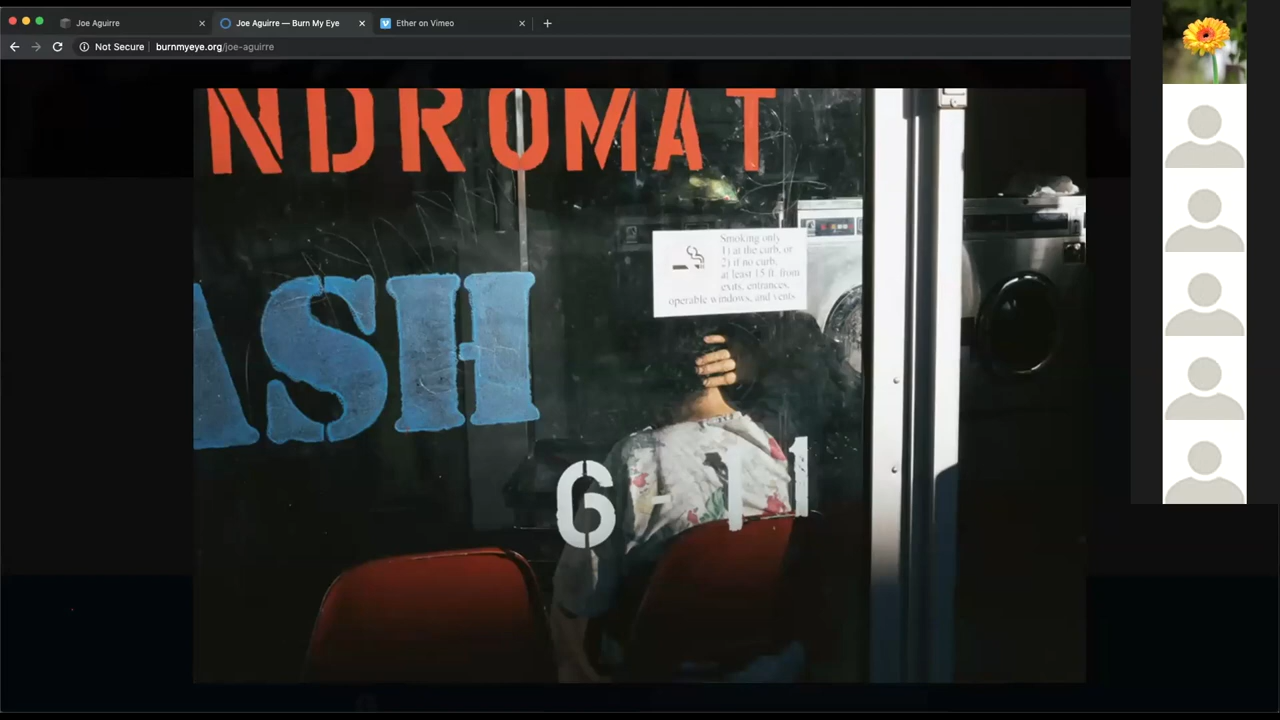 Joe Aguirre
Joe Aguirre — Burn My Eye
Ether on Vimeo
Not Secure
burnmyeye.org/joe-aguirre
NDROMAT
Smoking only
1) at the curb, or
2) if no curb,
at least 15 ft. from
exits, entrances,
operable windows, and vents.
ASH
6 - 11